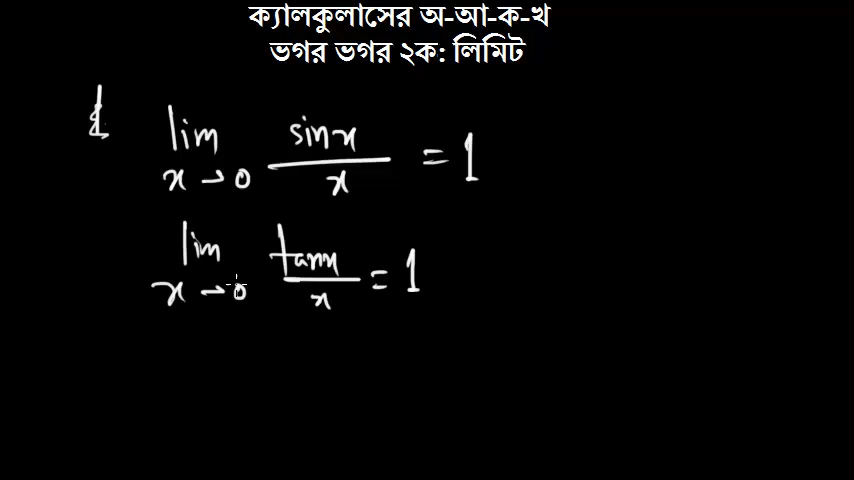 ক্যালকুলাসের অ-আ-ক-খ
ভগর ভগর ২ক: লিমিট
lim x→0 sinx/x = 1
lim x→0 tanx/x = 1